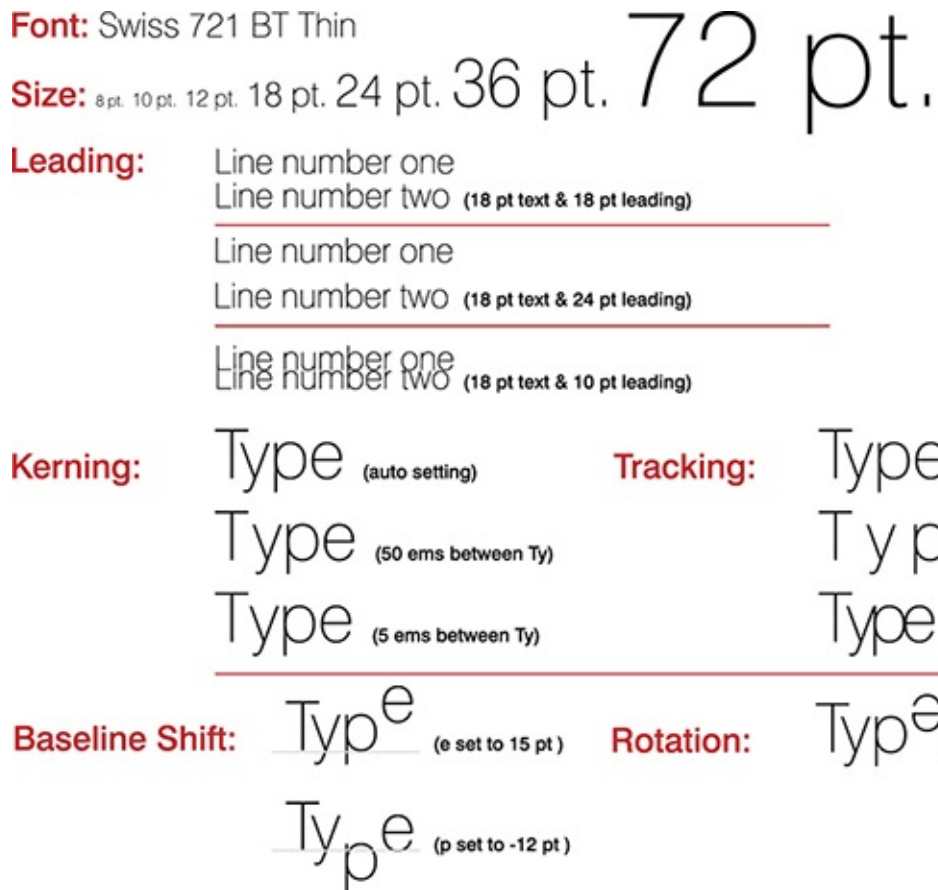 Font: Swiss 721 BT Thin
Size: 8 pt. 10 pt. 12 pt. 18 pt. 24 pt. 36 pt. 72 pt.
Leading: Line number one
Line number two (18 pt text & 18 pt leading)
Line number one
Line number two (18 pt text & 24 pt leading)
Line number one
Line number two (18 pt text & 10 pt leading)
Kerning: Type (auto setting) Tracking: Type
Type (50 ems between Ty) Typ
Type (5 ems between Ty) Type
Baseline Shift: Type (e set to 15 pt ) Rotation: Type
Type (p set to -12 pt )